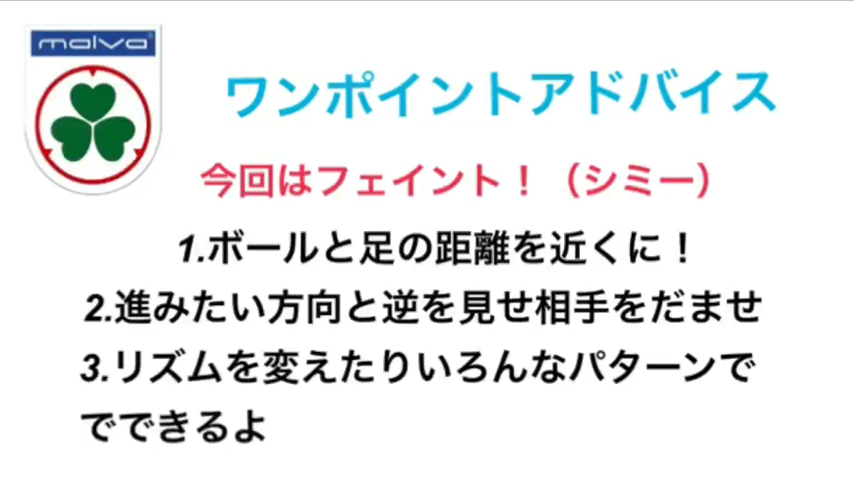 malva
ワンポイントアドバイス
今回はフェイント！（シミー）
1.ボールと足の距離を近くに！
2.進みたい方向と逆を見せ相手をだませ
3.リズムを変えたりいろんなパターンで
でできるよ